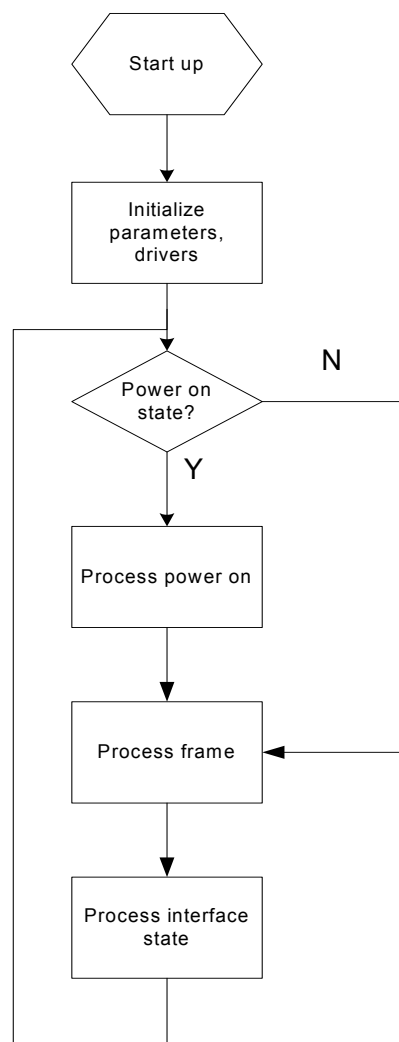 Start up
Initialize
parameters,
drivers
N
Power on
state?
Y
Process power on
Process frame
Process interface
state